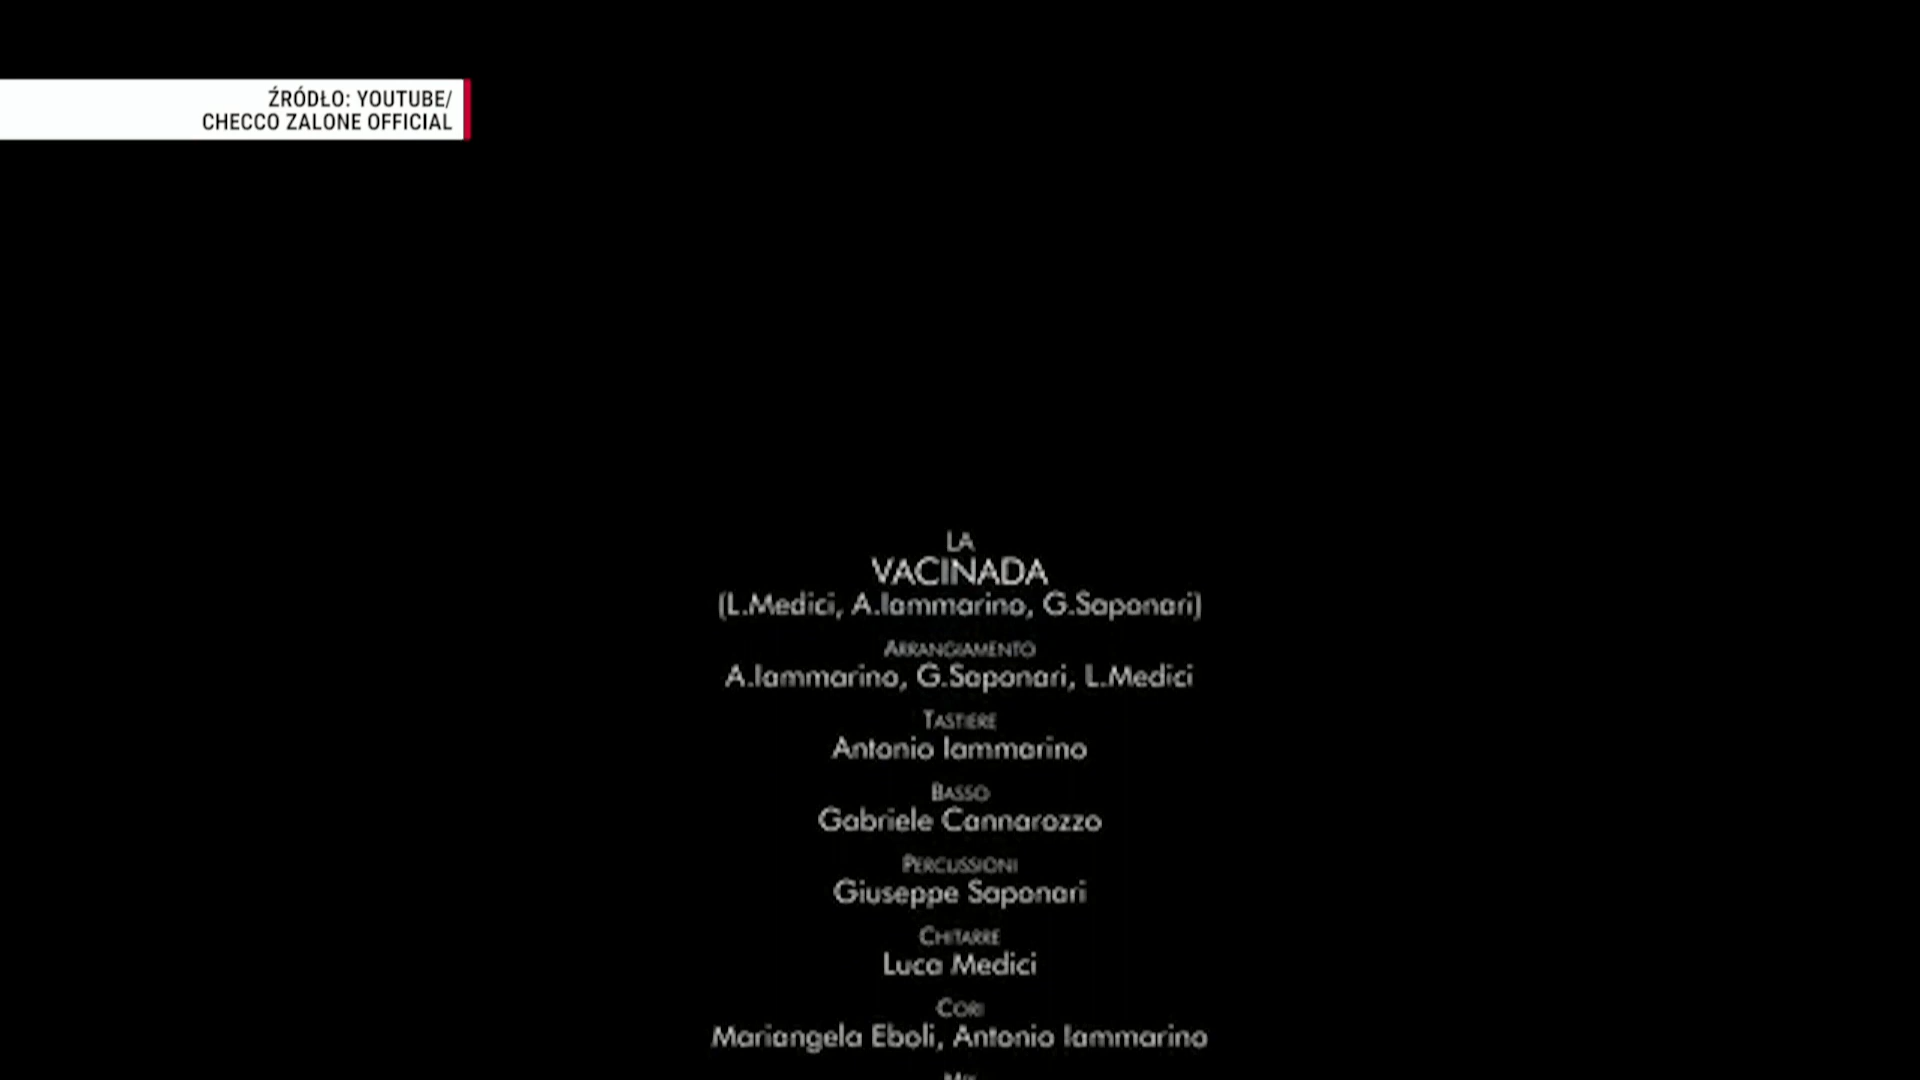 ŹRÓDŁO: YOUTUBE/
CHECCO ZALONE OFFICIAL
LA
VACINADA
(L.Medici, A.Iammarino, G.Saponari)
ARRANGIAMENTO
A.Iammarino, G.Saponari, L.Medici
TASTIERE
Antonio Iammarino
BASSO
Gabriele Cannarozzo
PERCUSSIONI
Giuseppe Saponari
CHITARRE
Luca Medici
CORI
Mariangela Eboli, Antonio Iammarino